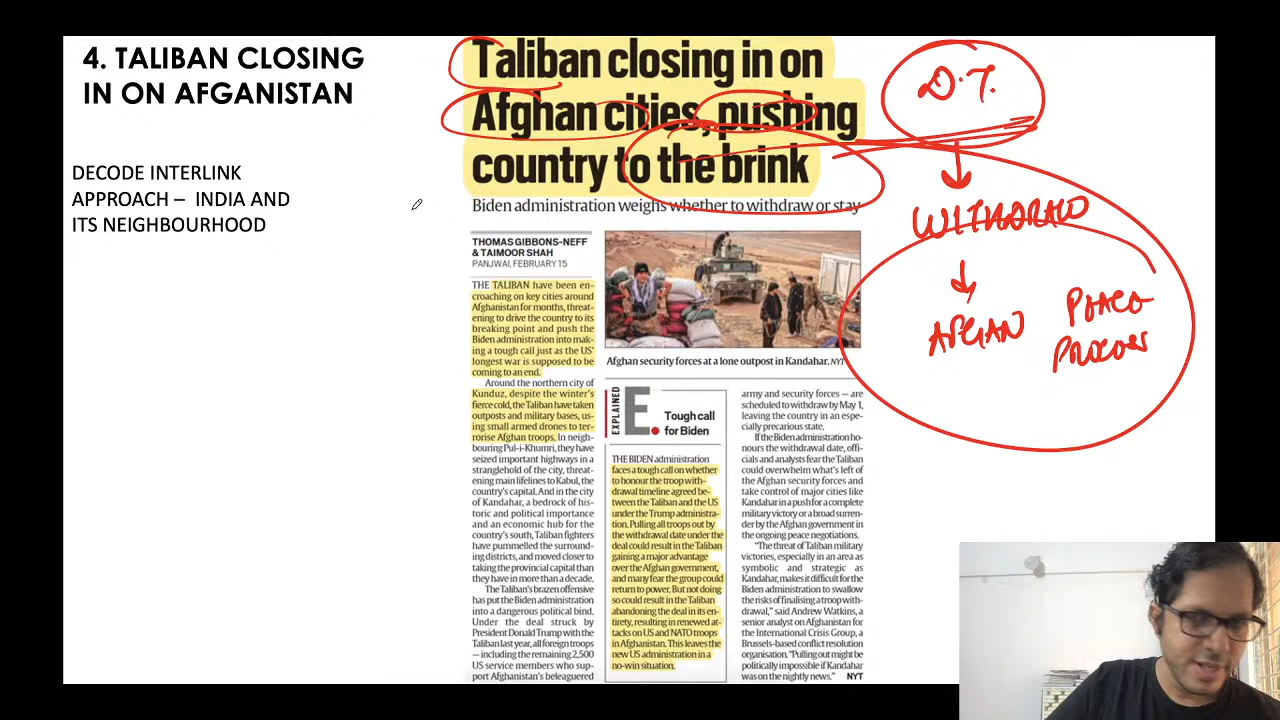 4. TALIBAN CLOSING
IN ON AFGANISTAN
DECODE INTERLINK
APPROACH – INDIA AND
ITS NEIGHBOURHOOD
Taliban closing in on
Afghan cities, pushing
country to the brink
Biden administration weighs whether to withdraw or stay
THOMAS GIBBONS-NEFF
& TAIMOOR SHAH
PANJWAI, FEBRUARY 15
THE TALIBAN have been en-
croaching on key cities around
Afghanistan for months, threat-
ening to drive the country to its
breaking point and push the
Biden administration into mak-
ing a tough call just as the US'
longest war is supposed to be
coming to an end.
Around the northern city of
Kunduz, despite the winter's
fierce cold, the Taliban have taken
outposts and military bases, us-
ing small armed drones to ter-
rorise Afghan troops. In neigh-
bouring Pul-i-Khumri, they have
seized important highways in a
stranglehold of the city, threat-
ening main lifelines to Kabul, the
country's capital. And in the city
of Kandahar, a bedrock of his-
toric and political importance
and an economic hub for the
country's south, Taliban fighters
have pummelled the surround-
ing districts, and moved closer to
taking the provincial capital than
they have in more than a decade.
The Taliban's brazen offensive
has put the Biden administration
into a dangerous political bind.
Under the deal struck by
President Donald Trump with the
Taliban last year, all foreign troops
— including the remaining 2,500
US service members who sup-
port Afghanistan's beleaguered
Afghan security forces at a lone outpost in Kandahar. NYT
EXPLAINED
E.
Tough call
for Biden
THE BIDEN administration
faces a tough call on whether
to honour the troop with-
drawal timeline agreed be-
tween the Taliban and the US
under the Trump administra-
tion. Pulling all troops out by
the withdrawal date under the
deal could result in the Taliban
gaining a major advantage
over the Afghan government,
and many fear the group could
return to power. But not doing
so could result in the Taliban
abandoning the deal in its en-
tirety, resulting in renewed at-
tacks on US and NATO troops
in Afghanistan. This leaves the
new US administration in a
no-win situation.
army and security forces — are
scheduled to withdraw by May 1,
leaving the country in an espe-
cially precarious state.
If the Biden administration ho-
nours the withdrawal date, offi-
cials and analysts fear the Taliban
could overwhelm what's left of
the Afghan security forces and
take control of major cities like
Kandahar in a push for a complete
military victory or a broad surren-
der by the Afghan government in
the ongoing peace negotiations.
"The threat of Taliban military
victories, especially in an area as
symbolic and strategic as
Kandahar, makes it difficult for the
Biden administration to swallow
the risks of finalising a troop with-
drawal," said Andrew Watkins, a
senior analyst on Afghanistan for
the International Crisis Group, a
Brussels-based conflict resolution
organisation. "Pulling out might be
politically impossible if Kandahar
was on the nightly news." NYT
D.T.
WITHDRAW
AFGAN PEACE
PROCESS